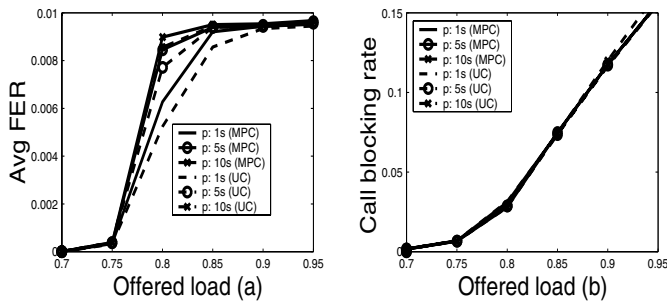 Avg FER
0.01
0.008
0.006
0.004
0.002
0
0.7 0.75 0.8 0.85 0.9 0.95
Offered load (a)
p: 1s (MPC)
p: 5s (MPC)
p: 10s (MPC)
p: 1s (UC)
p: 5s (UC)
p: 10s (UC)
Call blocking rate
0.15
0.1
0.05
0
0.7 0.75 0.8 0.85 0.9
Offered load (b)
p: 1s (MPC)
p: 5s (MPC)
p: 10s (MPC)
p: 1s (UC)
p: 5s (UC)
p: 10s (UC)